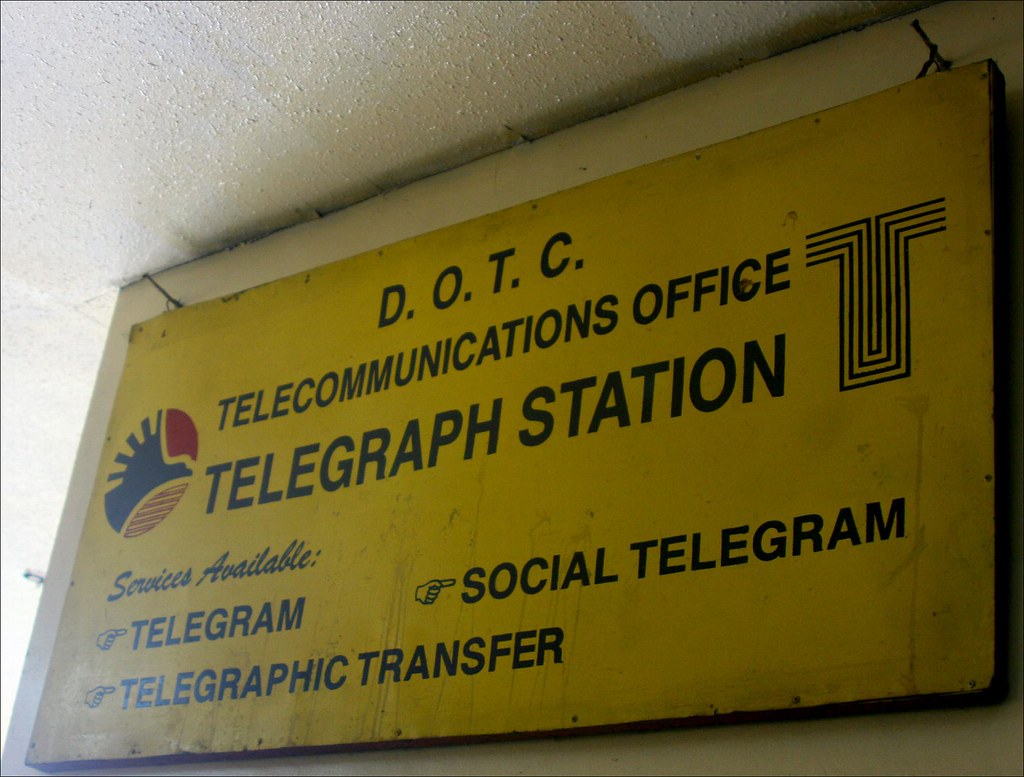 D. O. T. C.
TELECOMMUNICATIONS OFFICE
TELEGRAPH STATION
Services Available:
TELEGRAM
SOCIAL TELEGRAM
TELEGRAPHIC TRANSFER